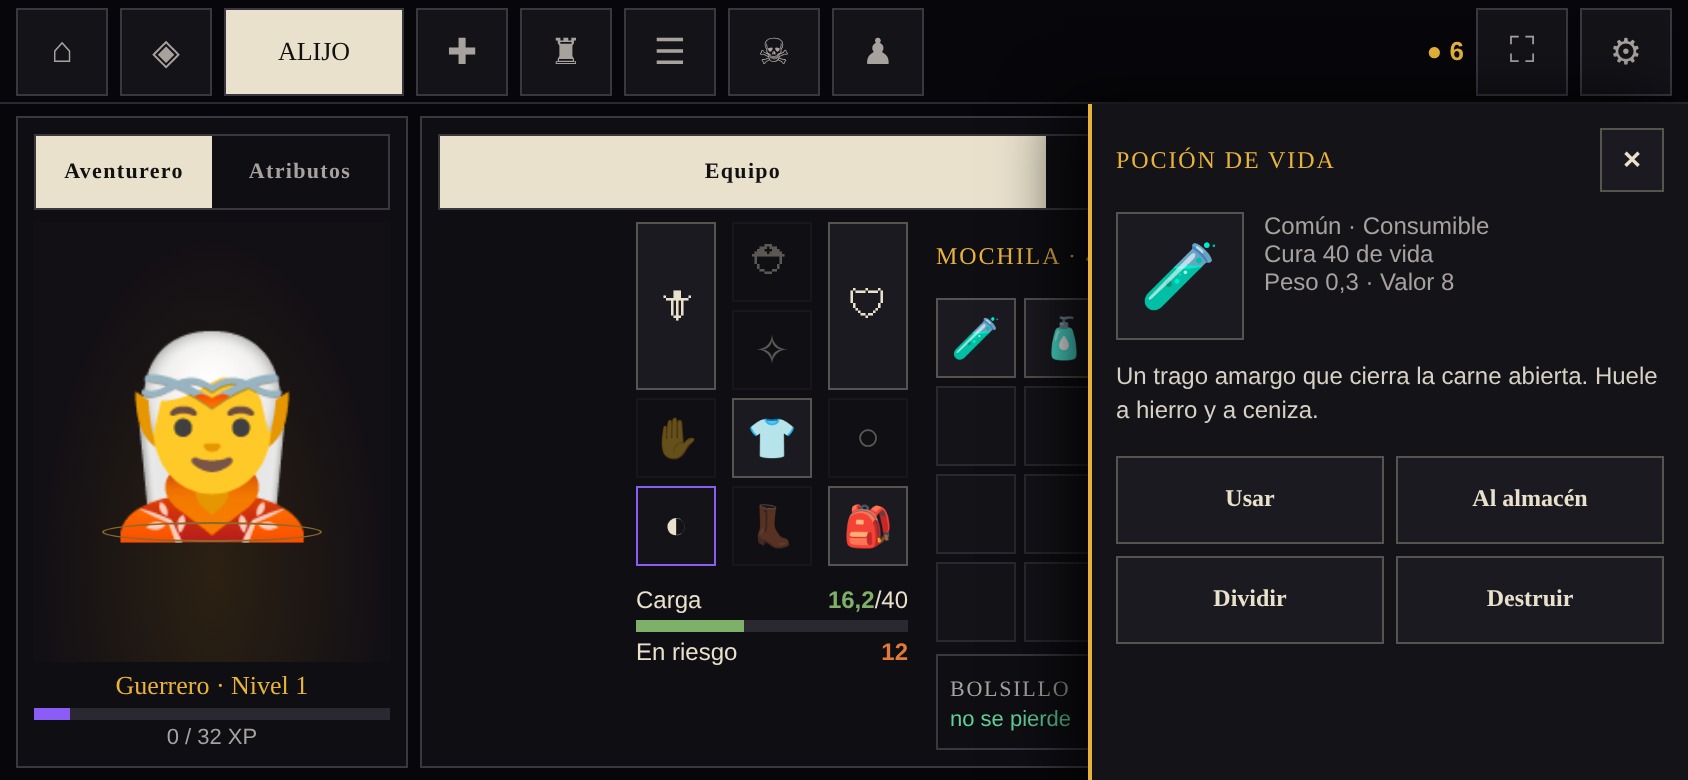 ALIJO
6
Aventurero
Atributos
Guerrero · Nivel 1
0 / 32 XP
Equipo
Carga
16,2/40
En riesgo
12
MOCHILA ·
BOLSILLO
no se pierde
POCIÓN DE VIDA
×
Común · Consumible
Cura 40 de vida
Peso 0,3 · Valor 8
Un trago amargo que cierra la carne abierta. Huele
a hierro y a ceniza.
Usar
Al almacén
Dividir
Destruir